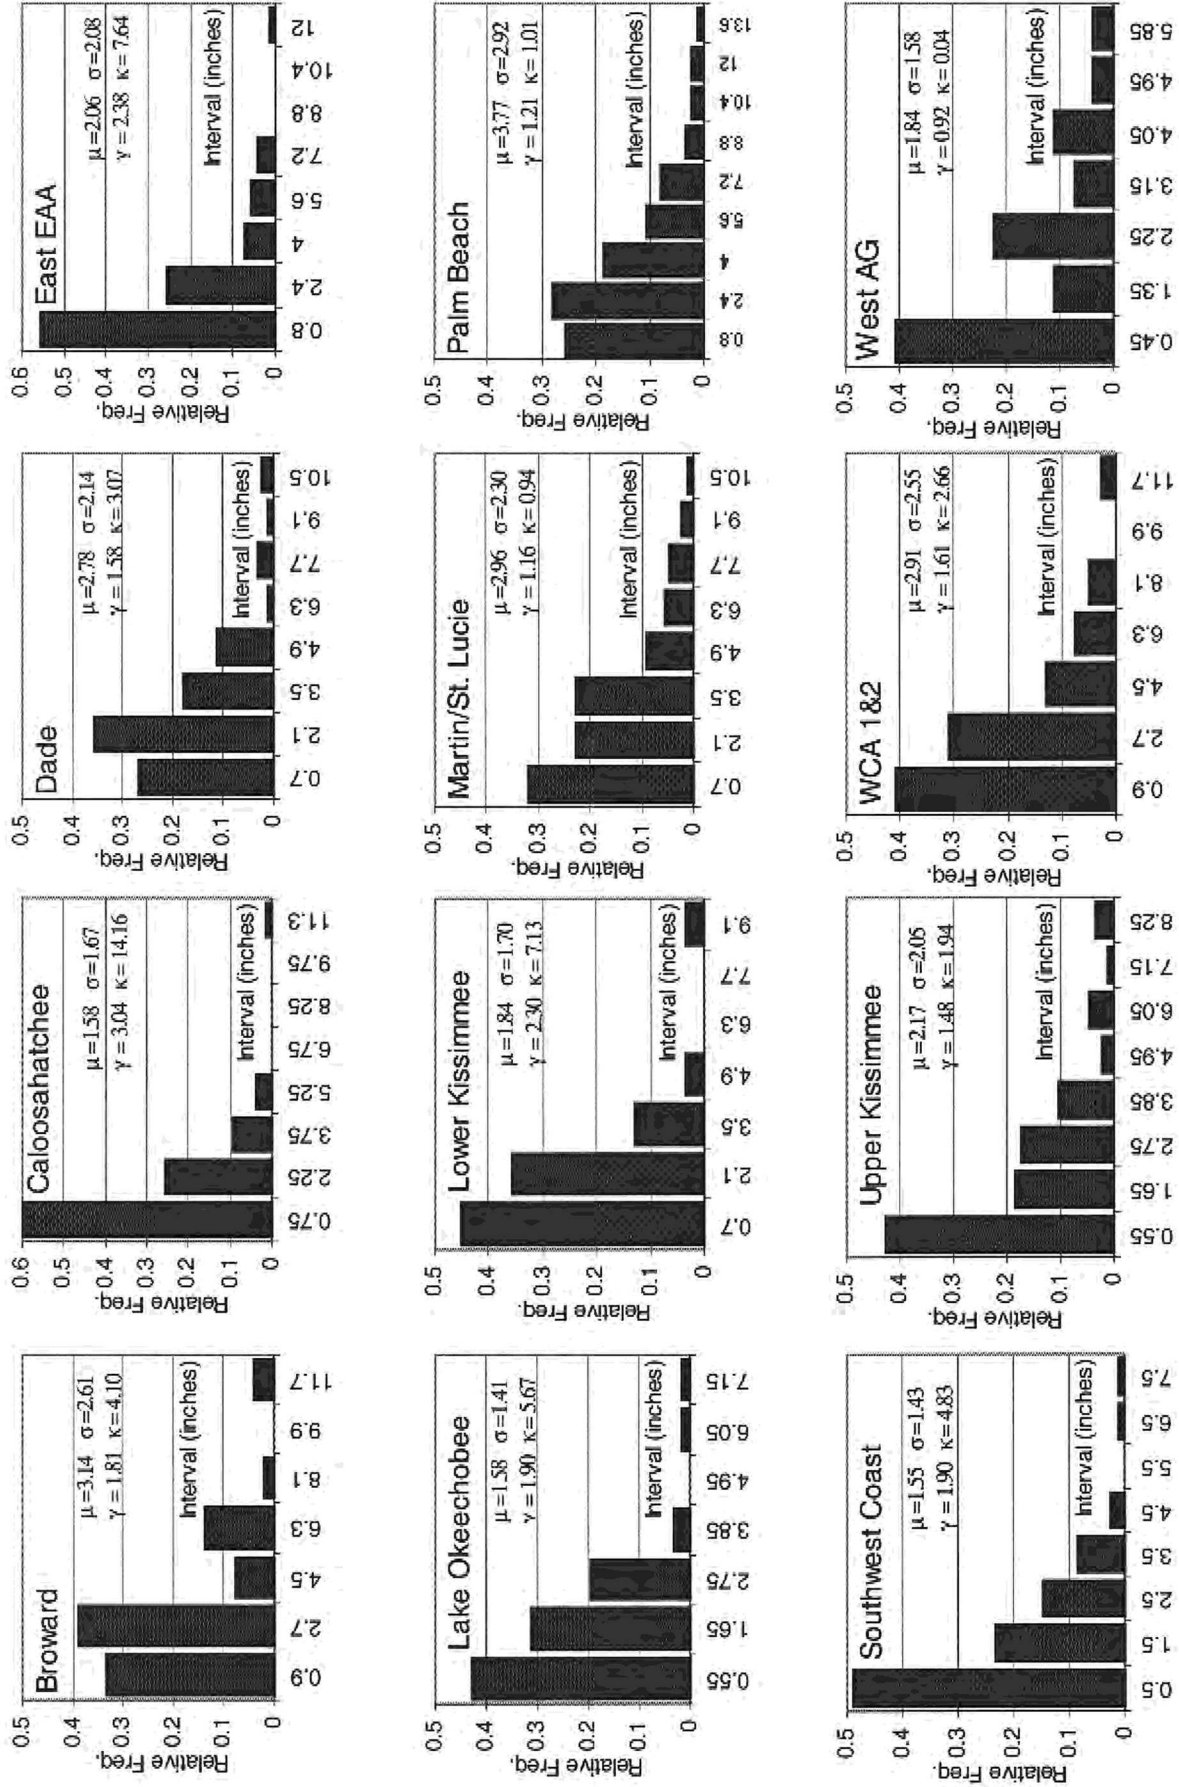 Broward
μ=3.14 σ=2.61
γ=1.81 κ=4.10
Interval (inches)
Relative Freq.
0.5
0.4
0.3
0.2
0.1
0
0.9 2.7 4.5 6.3 8.1 9.9 11.7
Caloosahatchee
μ=1.58 σ=1.67
γ=3.04 κ=14.16
Interval (inches)
Relative Freq.
0.6
0.5
0.4
0.3
0.2
0.1
0
0.75 2.25 3.75 5.25 6.75 8.25 9.75 11.3
Dade
μ=2.78 σ=2.14
γ=1.58 κ=3.07
Interval (inches)
Relative Freq.
0.5
0.4
0.3
0.2
0.1
0
0.7 2.1 3.5 4.9 6.3 7.7 9.1 10.5
East EAA
μ=2.06 σ=2.08
γ=2.38 κ=7.64
Interval (inches)
Relative Freq.
0.6
0.5
0.4
0.3
0.2
0.1
0
0.8 2.4 4 5.6 7.2 8.8 10.4 12
Lake Okeechobee
μ=1.58 σ=1.41
γ=1.90 κ=5.67
Interval (inches)
Relative Freq.
0.5
0.4
0.3
0.2
0.1
0
0.55 1.65 2.75 3.85 4.95 6.05 7.15
Lower Kissimmee
μ=1.84 σ=1.70
γ=2.30 κ=7.13
Interval (inches)
Relative Freq.
0.5
0.4
0.3
0.2
0.1
0
0.7 2.1 3.5 4.9 6.3 7.7 9.1
Martin/St. Lucie
μ=2.96 σ=2.30
γ=1.16 κ=0.94
Interval (inches)
Relative Freq.
0.5
0.4
0.3
0.2
0.1
0
0.7 2.1 3.5 4.9 6.3 7.7 9.1 10.5
Palm Beach
μ=3.77 σ=2.92
γ=1.21 κ=1.01
Interval (inches)
Relative Freq.
0.5
0.4
0.3
0.2
0.1
0
0.8 2.4 4 5.6 7.2 8.8 10.4 12 13.6
Southwest Coast
μ=1.55 σ=1.43
γ=1.90 κ=4.83
Interval (inches)
Relative Freq.
0.5
0.4
0.3
0.2
0.1
0
0.5 1.5 2.5 3.5 4.5 5.5 6.5 7.5
Upper Kissimmee
μ=2.17 σ=2.05
γ=1.48 κ=1.94
Interval (inches)
Relative Freq.
0.5
0.4
0.3
0.2
0.1
0
0.55 1.65 2.75 3.85 4.95 6.05 7.15 8.25
WCA 1&2
μ=2.91 σ=2.55
γ=1.61 κ=2.66
Interval (inches)
Relative Freq.
0.5
0.4
0.3
0.2
0.1
0
0.9 2.7 4.5 6.3 8.1 9.9 11.7
West AG
μ=1.84 σ=1.58
γ=0.92 κ=0.04
Interval (inches)
Relative Freq.
0.5
0.4
0.3
0.2
0.1
0
0.45 1.35 2.25 3.15 4.05 4.95 5.85